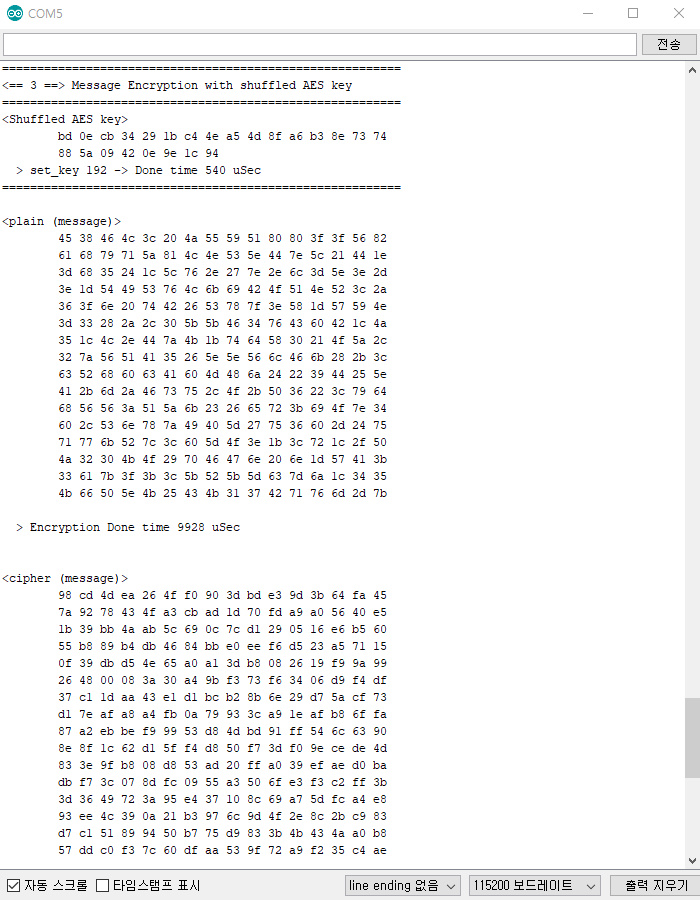 COM5
전송
=========================================================
<== 3 ==> Message Encryption with shuffled AES key
=========================================================
<Shuffled AES key>
bd 0e cb 34 29 1b c4 4e a5 4d 8f a6 b3 8e 73 74
88 5a 09 42 0e 9e 1c 94
> set_key 192 -> Done time 540 uSec
=========================================================
<plain (message)>
45 38 46 4c 3c 20 4a 55 59 51 80 80 3f 3f 56 82
61 68 79 71 5a 81 4c 4e 53 5e 44 7e 5c 21 44 1e
3d 68 35 24 1c 5c 76 2e 27 7e 2e 6c 3d 5e 3e 2d
3e 1d 54 49 53 76 4c 6b 69 42 4f 51 4e 52 3c 2a
36 3f 6e 20 74 42 26 53 78 7f 3e 58 1d 57 59 4e
3d 33 28 2a 2c 30 5b 5b 46 34 76 43 60 42 1c 4a
35 1c 4c 2e 44 7a 4b 1b 74 64 58 30 21 4f 5a 2c
32 7a 56 51 41 35 26 5e 5e 56 6c 46 6b 28 2b 3c
63 52 68 60 63 41 60 4d 48 6a 24 22 39 44 25 5e
41 2b 6d 2a 46 73 75 2c 4f 2b 50 36 22 3c 79 64
68 56 56 3a 51 5a 6b 23 26 65 72 3b 69 4f 7e 34
60 2c 53 6e 78 7a 49 40 5d 27 75 36 60 2d 24 75
71 77 6b 52 7c 3c 60 5d 4f 3e 1b 3c 72 1c 2f 50
4a 32 30 4b 4f 29 70 46 47 6e 20 6e 1d 57 41 3b
33 61 7b 3f 3b 3c 5b 52 5b 5d 63 7d 6a 1c 34 35
4b 66 50 5e 4b 25 43 4b 31 37 42 71 76 6d 2d 7b
> Encryption Done time 9928 uSec
<cipher (message)>
98 cd 4d ea 26 4f f0 90 3d bd e3 9d 3b 64 fa 45
7a 92 78 43 4f a3 cb ad 1d 70 fd a9 a0 56 40 e5
1b 39 bb 4a ab 5c 69 0c 7c d1 29 05 16 e6 b5 60
55 b8 89 b4 db 46 84 bb e0 ee f6 d5 23 a5 71 15
0f 39 db d5 4e 65 a0 a1 3d b8 08 26 19 f9 9a 99
26 48 00 08 3a 30 a4 9b f3 73 f6 34 06 d9 f4 df
37 c1 1d aa 43 e1 d1 bc b2 8b 6e 29 d7 5a cf 73
d1 7e af a8 a4 fb 0a 79 93 3c a9 1e af b8 6f fa
87 a2 eb be f9 99 53 d8 4d bd 91 ff 54 6c 63 90
8e 8f 1c 62 d1 5f f4 d8 50 f7 3d f0 9e ce de 4d
83 3e 9f b8 08 d8 53 ad 20 ff a0 39 ef ae d0 ba
db f7 3c 07 8d fc 09 55 a3 50 6f e3 f3 c2 ff 3b
3d 36 49 72 3a 95 e4 37 10 8c 69 a7 5d fc a4 e8
93 ee 4c 39 0a 21 b3 97 6c 9d 4f 2e 8c 2b c9 83
d7 c1 51 89 94 50 b7 75 d9 83 3b 4b 43 4a a0 b8
57 dd c0 f3 7c 60 df aa 53 9f 72 a9 f2 35 c4 ae
자동 스크롤 타임스탬프 표시 line ending 없음 115200 보드레이트 출력 지우기